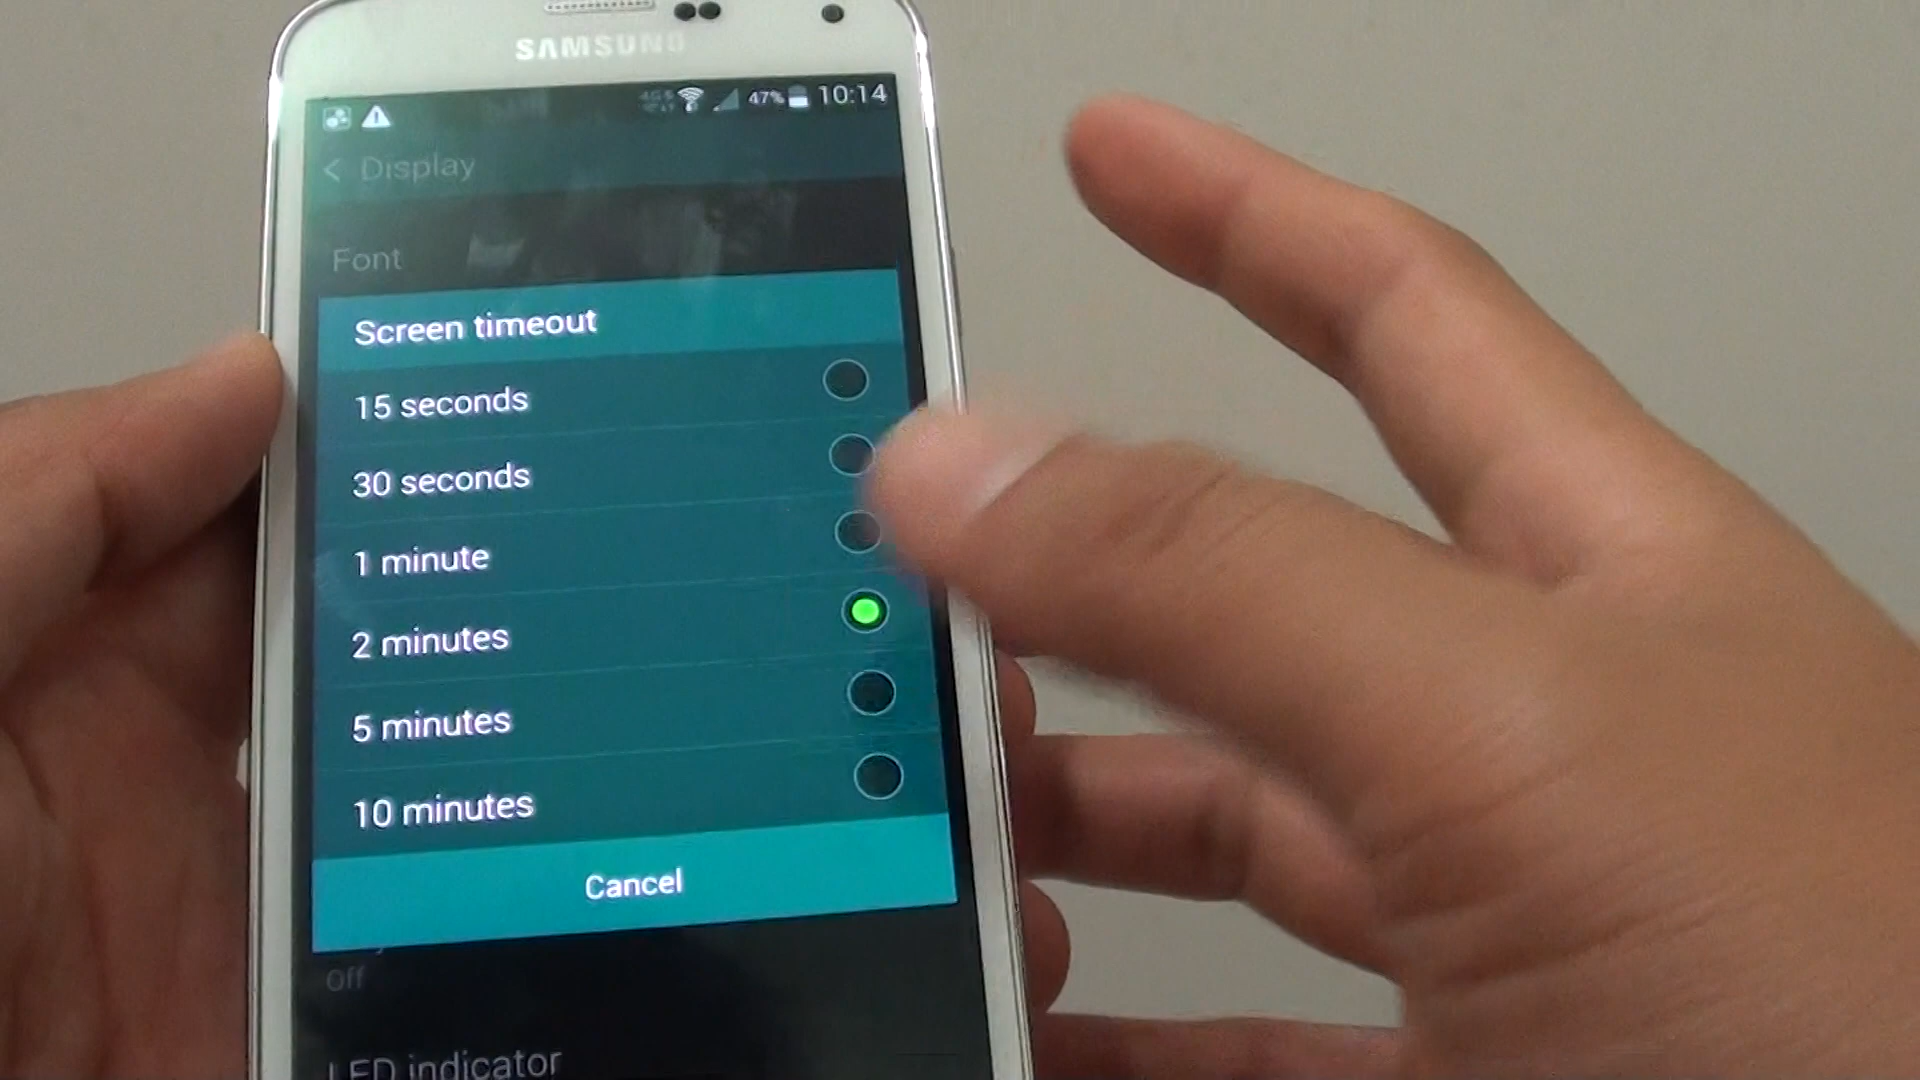 SAMSUNG
47% 10:14
< Display
Font
Screen timeout
15 seconds
30 seconds
1 minute
2 minutes
5 minutes
10 minutes
Cancel
Off
LED indicator